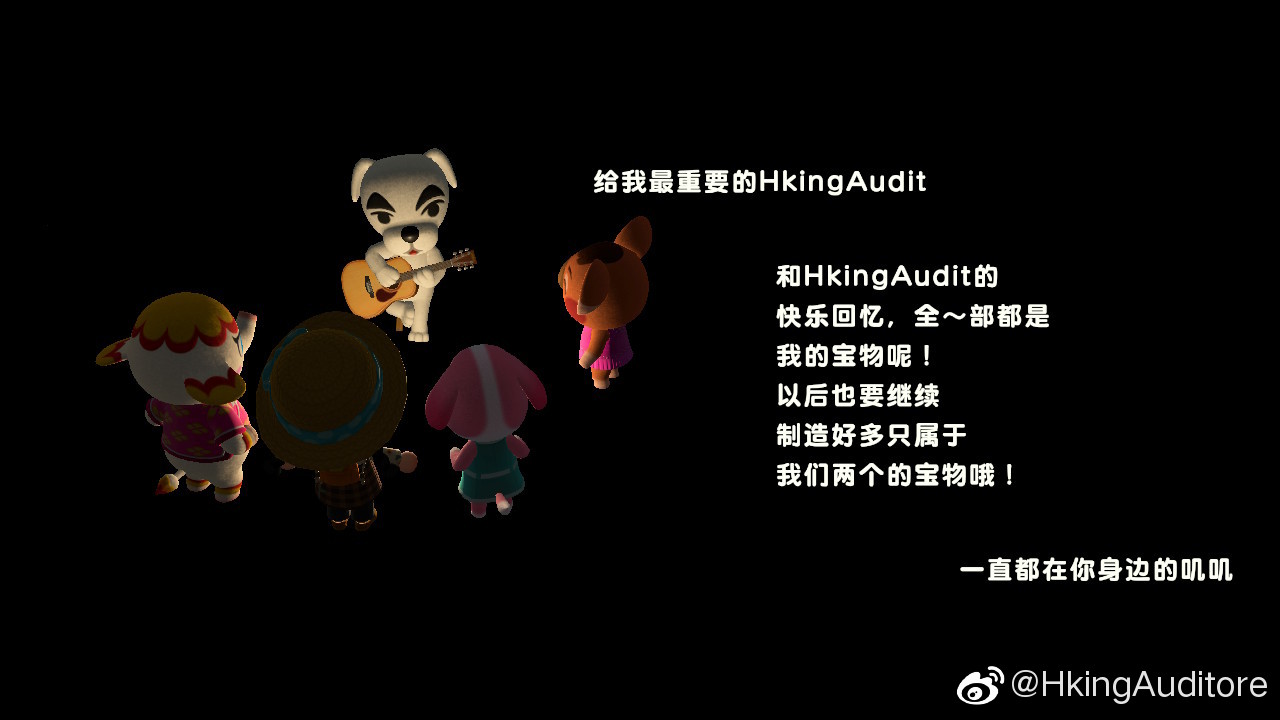 给我最重要的HkingAudit
和HkingAudit的
快乐回忆，全～部都是
我的宝物呢！
以后也要继续
制造好多只属于
我们两个的宝物哦！
一直都在你身边的叽叽
@HkingAuditore